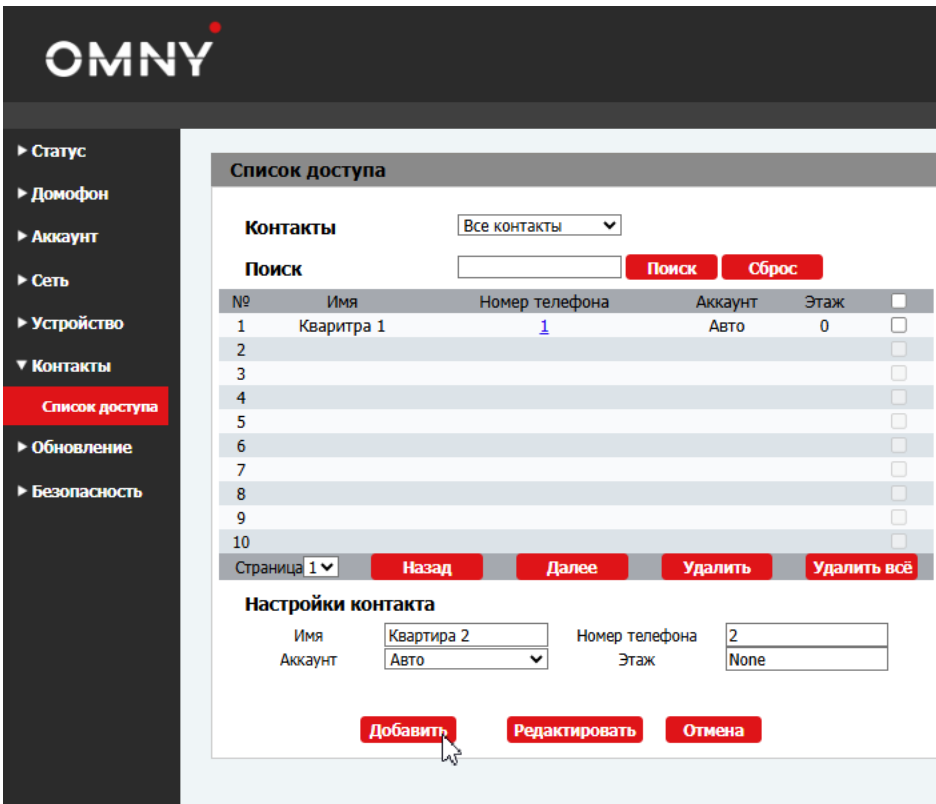 OMNY
Статус
Домофон
Аккаунт
Сеть
Устройство
Контакты
Список доступа
Обновление
Безопасность
Список доступа
Контакты Все контакты
Поиск Поиск Сброс
№ Имя Номер телефона Аккаунт Этаж
1 Кваритра 1 1 Авто 0
2
3
4
5
6
7
8
9
10
Страница 1 Назад Далее Удалить Удалить всё
Настройки контакта
Имя Квартира 2 Номер телефона 2
Аккаунт Авто Этаж None
Добавить Редактировать Отмена